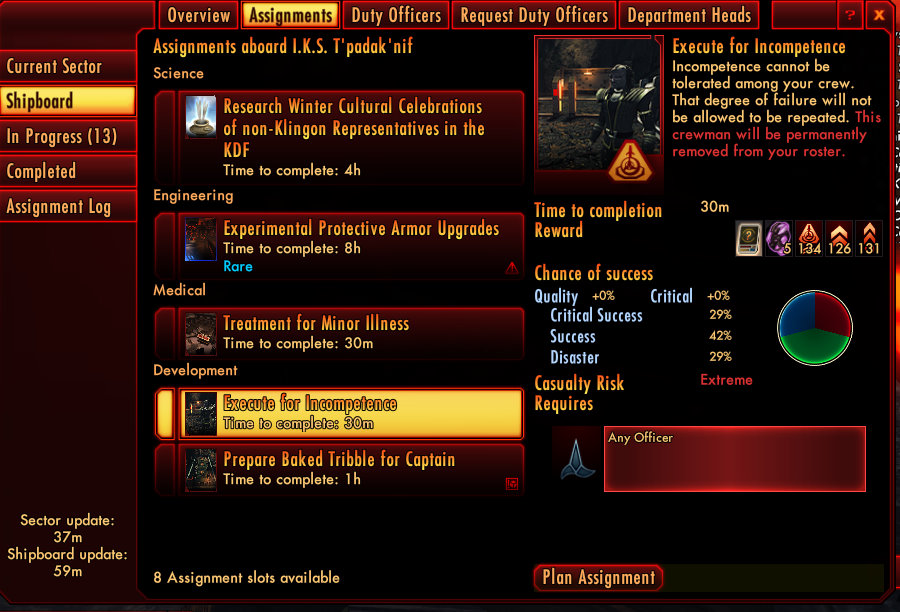 Overview
Assignments
Duty Officers
Request Duty Officers
Department Heads
?
X
Current Sector
Shipboard
In Progress (13)
Completed
Assignment Log
Sector update:
37m
Shipboard update:
59m
Assignments aboard I.K.S. T'padak'nif
Science
Research Winter Cultural Celebrations
of non-Klingon Representatives in the
KDF
Time to complete: 4h
Engineering
Experimental Protective Armor Upgrades
Time to complete: 8h
Rare
Medical
Treatment for Minor Illness
Time to complete: 30m
Development
Execute for Incompetence
Time to complete: 30m
Prepare Baked Tribble for Captain
Time to complete: 1h
8 Assignment slots available
Execute for Incompetence
Incompetence cannot be
tolerated among your crew.
That degree of failure will not
be allowed to be repeated. This
crewman will be permanently
removed from your roster.
Time to completion 30m
Reward
? 5 134 126 131
Chance of success
Quality +0% Critical +0%
Critical Success 29%
Success 42%
Disaster 29%
Casualty Risk Extreme
Requires
Any Officer
Plan Assignment